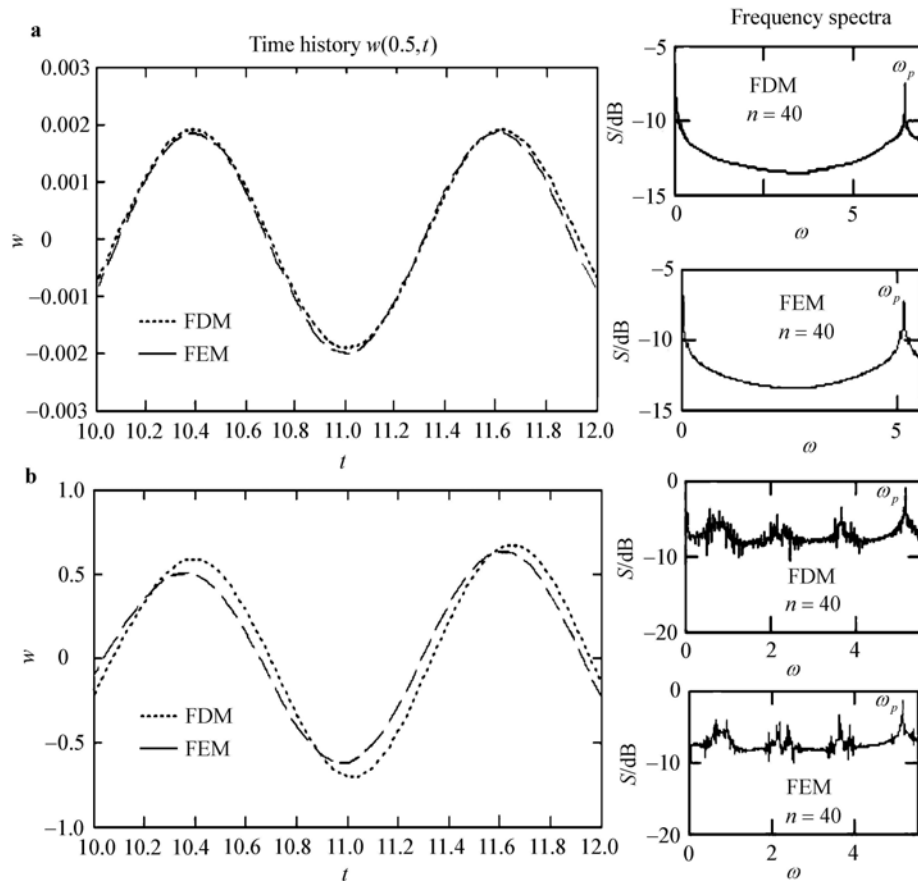 a
Time history w(0.5,t)
0.003
0.002
0.001
0
−0.001
−0.002
−0.003
w
FDM
FEM
10.0 10.2 10.4 10.6 10.8 11.0 11.2 11.4 11.6 11.8 12.0
t
Frequency spectra
−5
−10
−15
S/dB
FDM
n = 40
ωp
0 5
ω
−5
−10
−15
S/dB
FEM
n = 40
ωp
0 5
ω
b
1.0
0.5
0
−0.5
−1.0
w
FDM
FEM
10.0 10.2 10.4 10.6 10.8 11.0 11.2 11.4 11.6 11.8 12.0
t
0
−10
−20
S/dB
ωp
FDM
n = 40
0 2 4
ω
0
−10
−20
S/dB
ωp
FEM
n = 40
0 2 4
ω